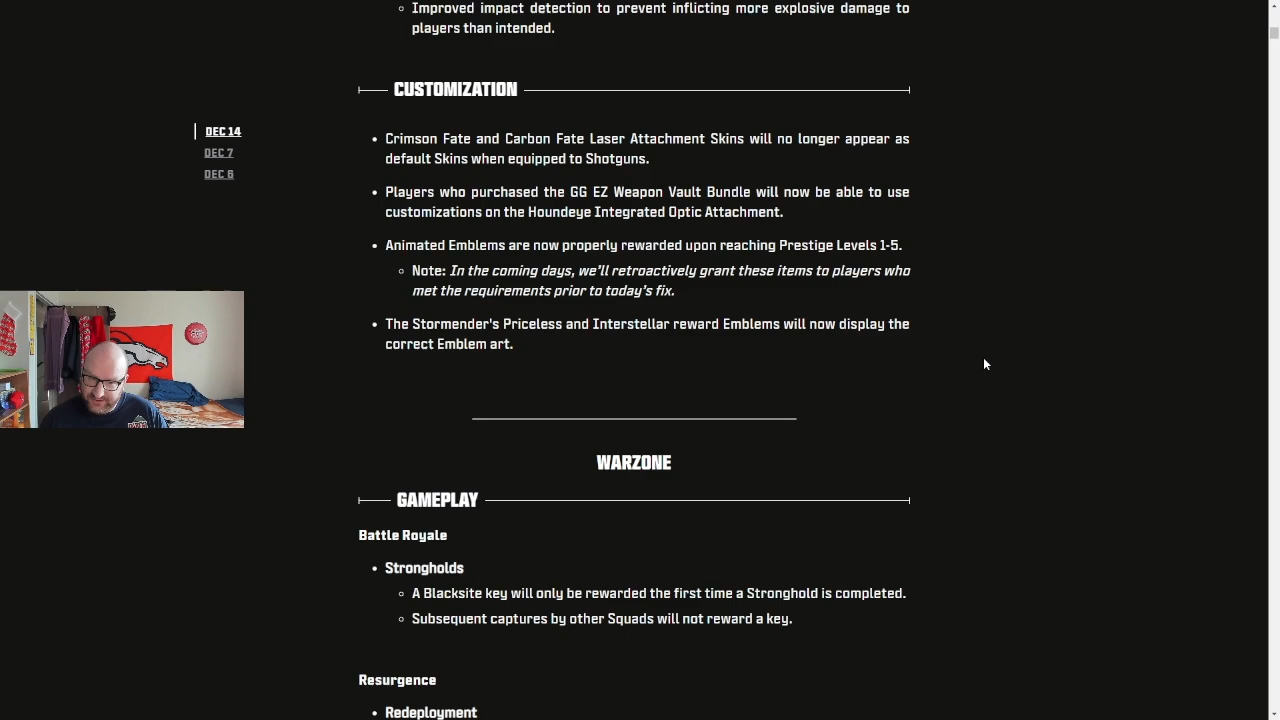 Improved impact detection to prevent inflicting more explosive damage to
players than intended.
CUSTOMIZATION
DEC 14
DEC 7
DEC 6
Crimson Fate and Carbon Fate Laser Attachment Skins will no longer appear as
default Skins when equipped to Shotguns.
Players who purchased the GG EZ Weapon Vault Bundle will now be able to use
customizations on the Houndeye Integrated Optic Attachment.
Animated Emblems are now properly rewarded upon reaching Prestige Levels 1-5.
Note: In the coming days, we'll retroactively grant these items to players who
met the requirements prior to today's fix.
The Stormender's Priceless and Interstellar reward Emblems will now display the
correct Emblem art.
WARZONE
GAMEPLAY
Battle Royale
Strongholds
A Blacksite key will only be rewarded the first time a Stronghold is completed.
Subsequent captures by other Squads will not reward a key.
Resurgence
Redeployment